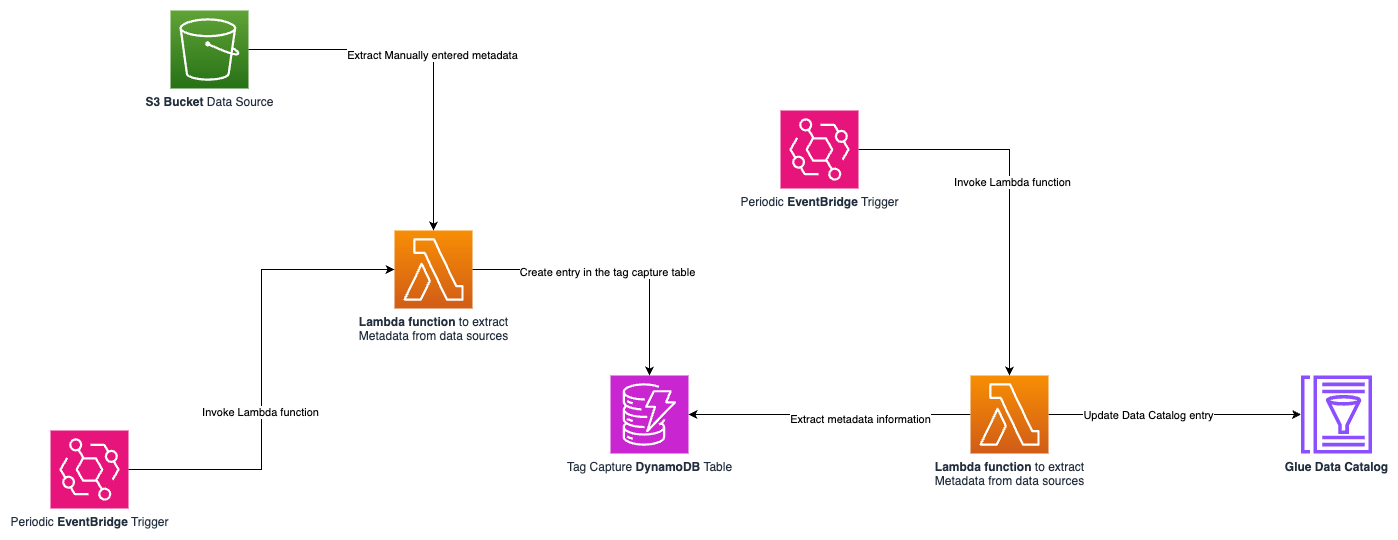 Extract Manually entered metadata
S3 Bucket Data Source
Periodic EventBridge Trigger
Invoke Lambda function
Create entry in the tag capture table
Lambda function to extract
Metadata from data sources
Invoke Lambda function
Periodic EventBridge Trigger
Extract metadata information
Update Data Catalog entry
Tag Capture DynamoDB Table
Lambda function to extract
Metadata from data sources
Glue Data Catalog